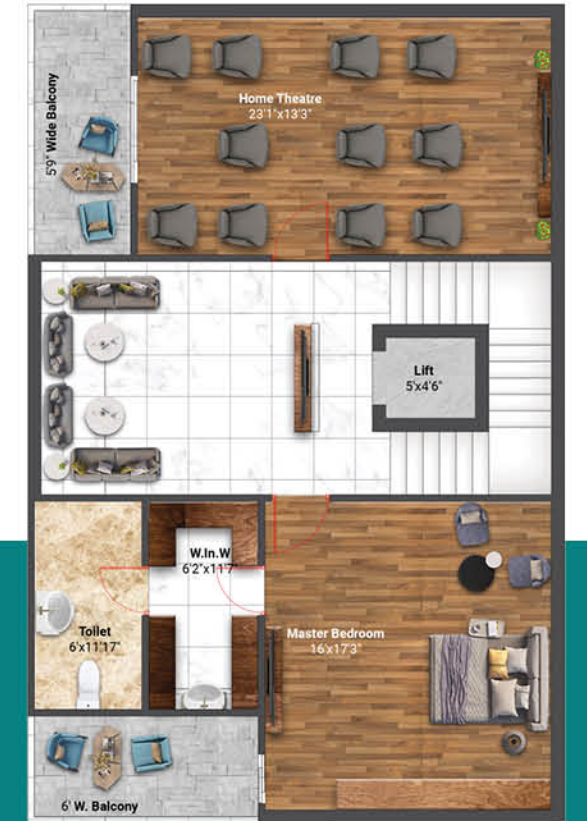 5'9" Wide Balcony
Home Theatre
23'1"x13'3"
Lift
5'x4'6"
W.In.W
6'2"x11'7"
Toilet
6'x11'17"
Master Bedroom
16'x17'3"
6' W. Balcony